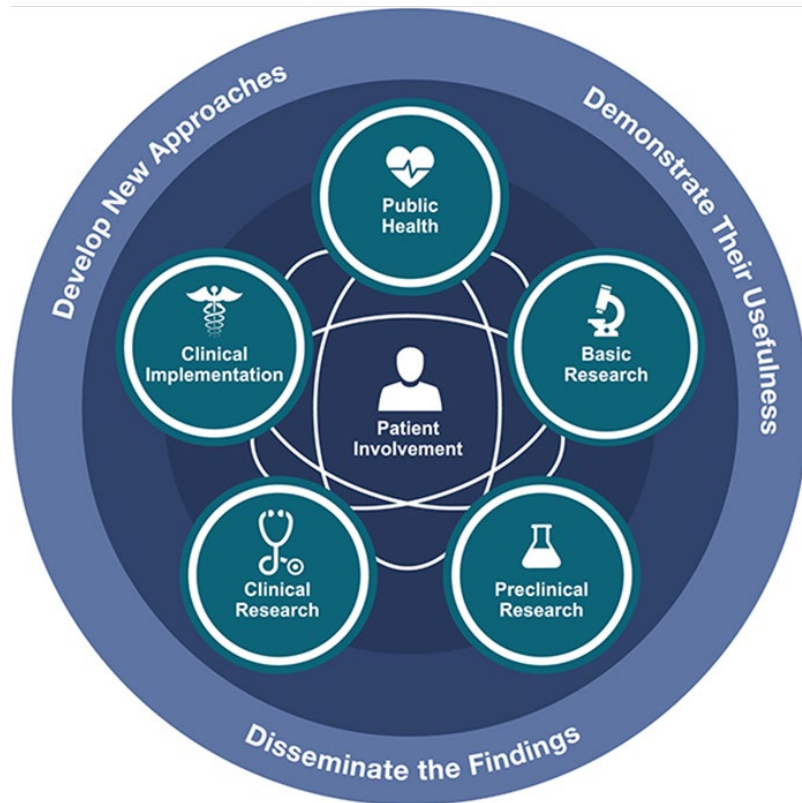 Develop New Approaches
Demonstrate Their Usefulness
Public
Health
Clinical
Implementation
Basic
Research
Patient
Involvement
Clinical
Research
Preclinical
Research
Disseminate the Findings